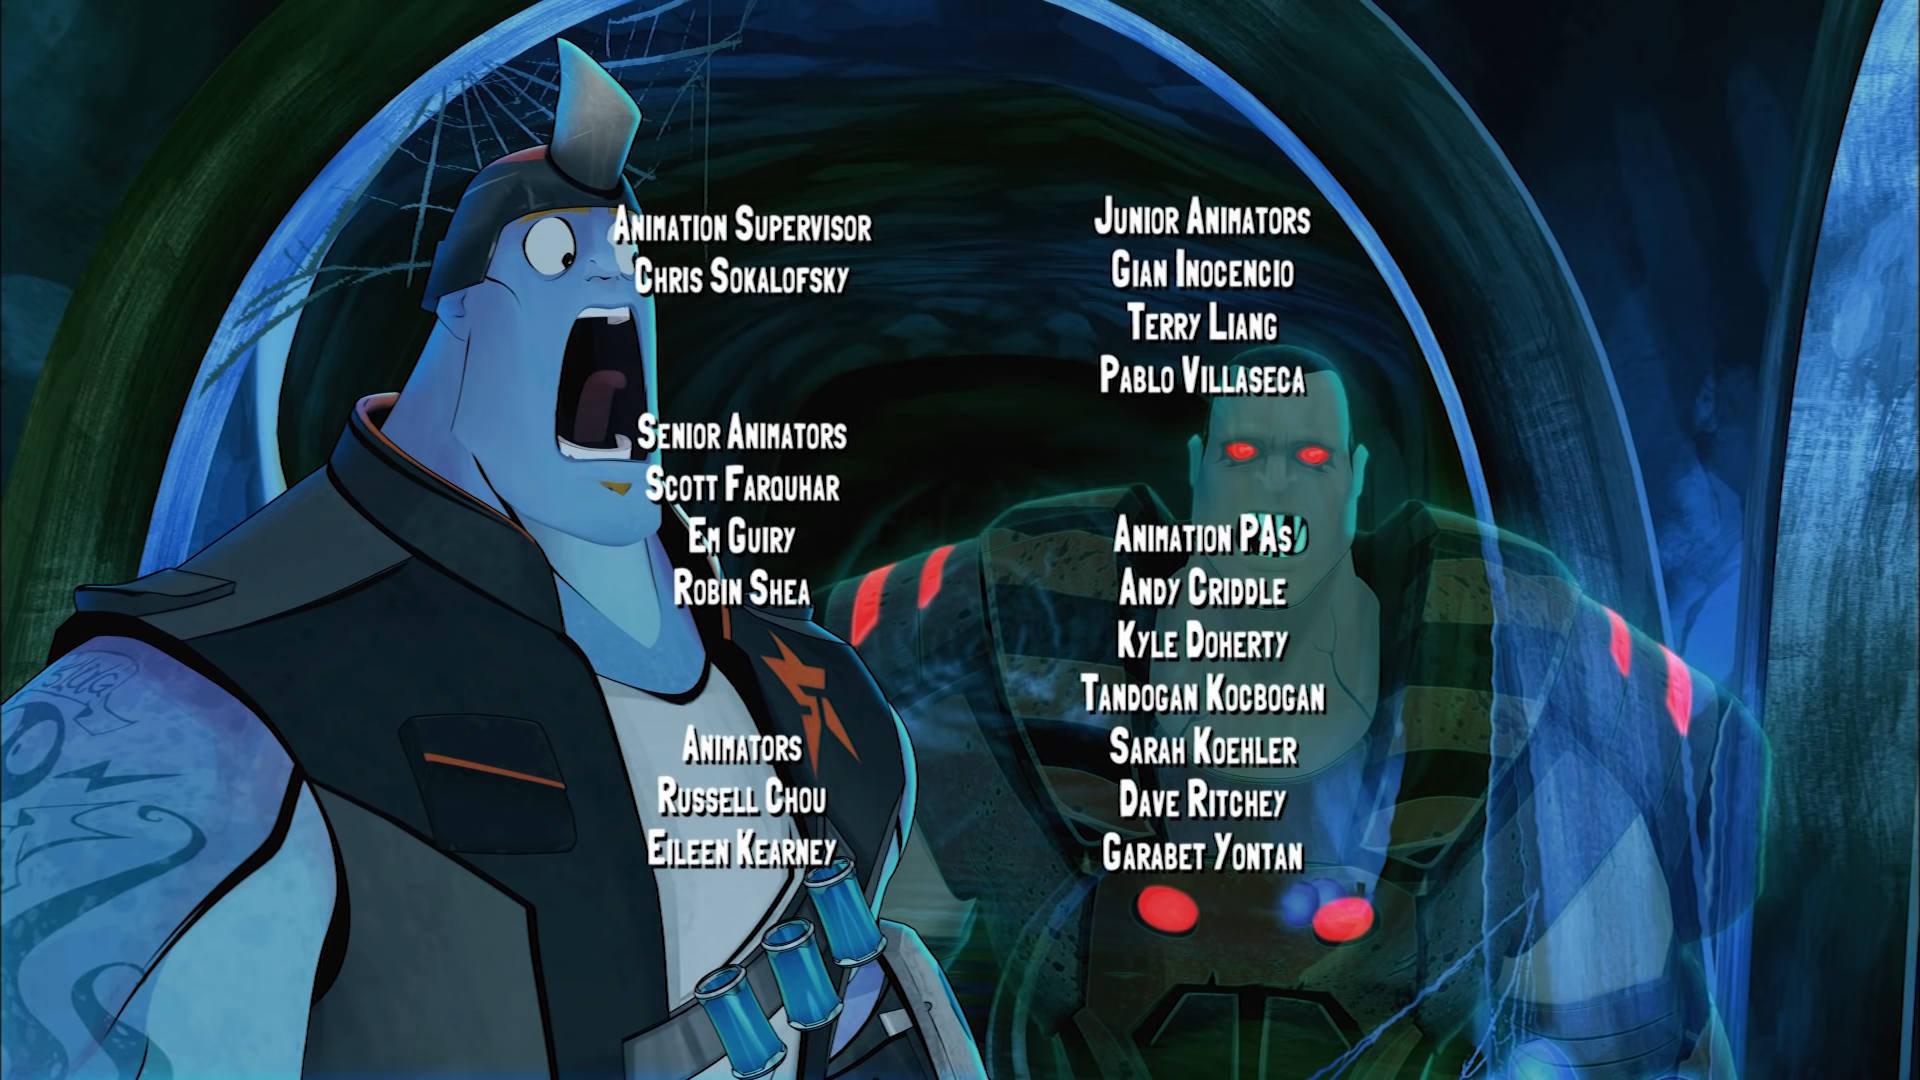 Animation Supervisor
Chris Sokalofsky
Senior Animators
Scott Farquhar
Em Guiry
Robin Shea
Animators
Russell Chou
Eileen Kearney
Junior Animators
Gian Inocencio
Terry Liang
Pablo Villaseca
Animation PAs
Andy Criddle
Kyle Doherty
Tandogan Kocbogan
Sarah Koehler
Dave Ritchey
Garabet Yontan
Slug